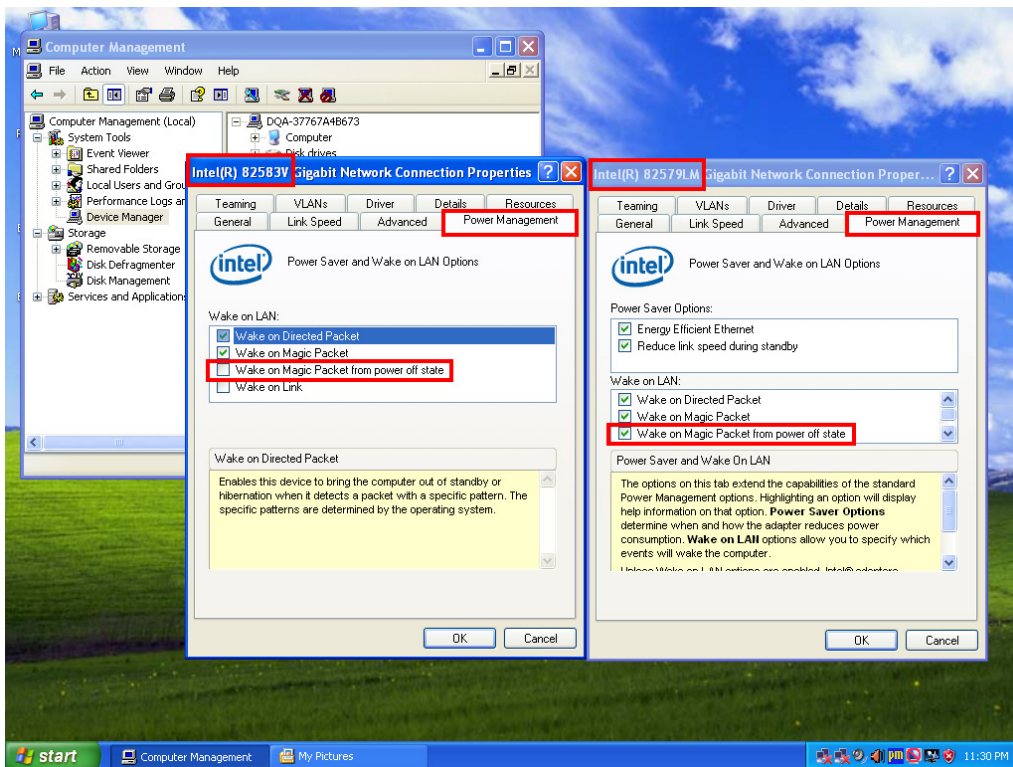 Computer Management
File Action View Window Help
Computer Management (Local)
System Tools
Event Viewer
Shared Folders
Local Users and Grou
Performance Logs ar
Device Manager
Storage
Removable Storage
Disk Defragmenter
Disk Management
Services and Applications
DQA-37767A4B673
Computer
Disk drives
Intel(R) 82583V Gigabit Network Connection Properties
Teaming VLANs Driver Details Resources
General Link Speed Advanced Power Management
intel
Power Saver and Wake on LAN Options
Wake on LAN:
Wake on Directed Packet
Wake on Magic Packet
Wake on Magic Packet from power off state
Wake on Link
Wake on Directed Packet
Enables this device to bring the computer out of standby or
hibernation when it detects a packet with a specific pattern. The
specific patterns are determined by the operating system.
OK Cancel
Intel(R) 82579LM Gigabit Network Connection Proper...
Teaming VLANs Driver Details Resources
General Link Speed Advanced Power Management
intel
Power Saver and Wake on LAN Options
Power Saver Options:
Energy Efficient Ethernet
Reduce link speed during standby
Wake on LAN:
Wake on Directed Packet
Wake on Magic Packet
Wake on Magic Packet from power off state
Power Saver and Wake On LAN
The options on this tab extend the capabilities of the standard
Power Management options. Highlighting an option will display
help information on that option. Power Saver Options
determine when and how the adapter reduces power
consumption. Wake on LAN options allow you to specify which
events will wake the computer.
start
Computer Management
My Pictures
pm
11:30 PM